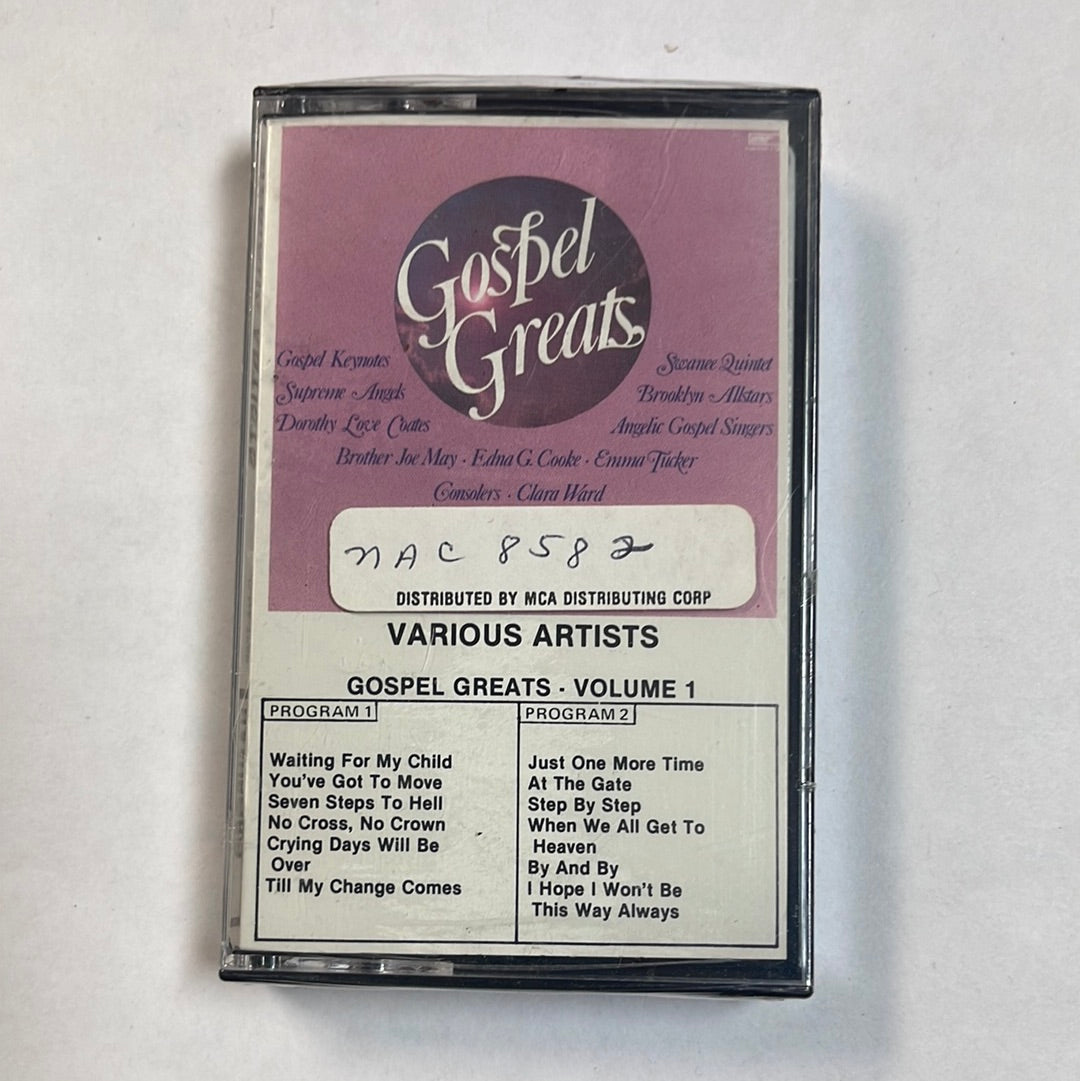 Gospel
Greats
Gospel Keynotes
Supreme Angels
Dorothy Love Coates
Swanee Quintet
Brooklyn Allstars
Angelic Gospel Singers
Brother Joe May · Edna G. Cooke · Emma Tucker
Consolers · Clara Ward
NAC 8582
DISTRIBUTED BY MCA DISTRIBUTING CORP
VARIOUS ARTISTS
GOSPEL GREATS - VOLUME 1
PROGRAM 1
Waiting For My Child
You've Got To Move
Seven Steps To Hell
No Cross, No Crown
Crying Days Will Be
Over
Till My Change Comes
PROGRAM 2
Just One More Time
At The Gate
Step By Step
When We All Get To
Heaven
By And By
I Hope I Won't Be
This Way Always